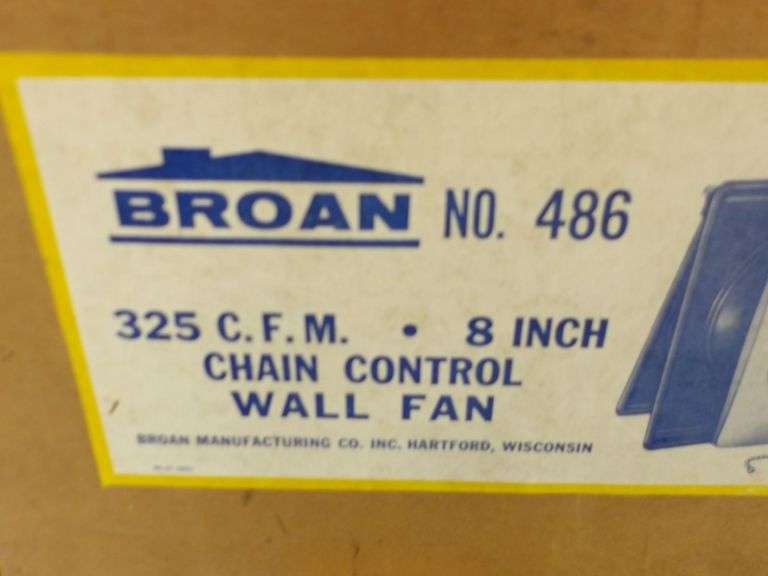 BROAN NO. 486
325 C.F.M. • 8 INCH
CHAIN CONTROL
WALL FAN
BROAN MANUFACTURING CO. INC. HARTFORD, WISCONSIN